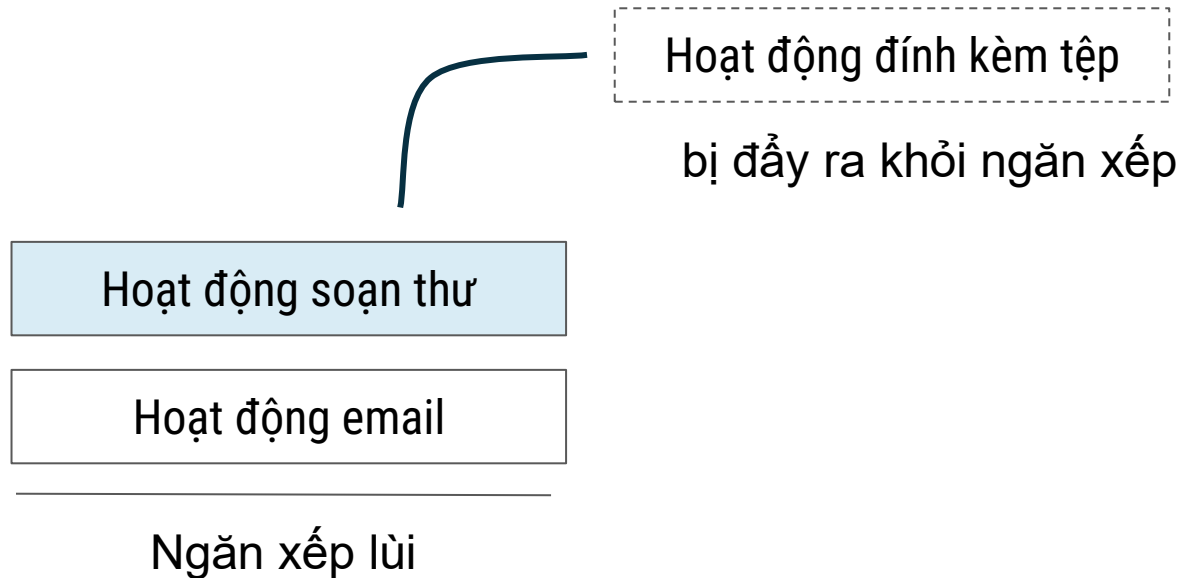 Hoạt động đính kèm tệp
bị đẩy ra khỏi ngăn xếp
Hoạt động soạn thư
Hoạt động email
Ngăn xếp lùi